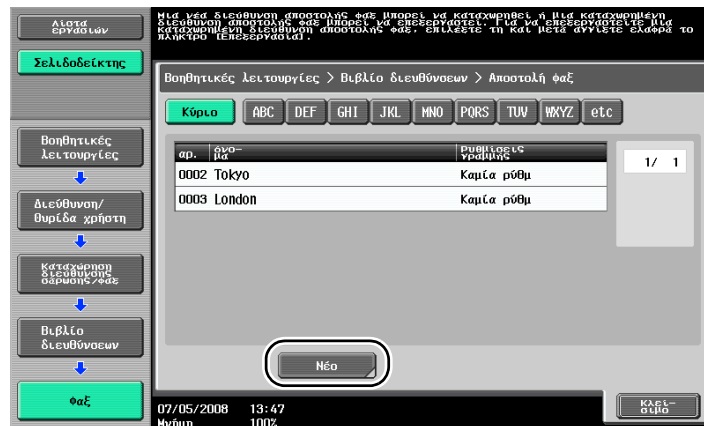 Λίστα
εργασιών
Μια νέα διεύθυνση αποστολής φαξ μπορεί να καταχωρηθεί ή μια καταχωρημένη
διεύθυνση αποστολής φαξ μπορεί να επεξεργαστεί. Για να επεξεργαστείτε μια
καταχωρημένη διεύθυνση αποστολής φαξ, επιλέξτε τη και μετά αγγίξτε ελαφρά το
πλήκτρο [Επεξεργασία].
Σελιδοδείκτης
Βοηθητικές λειτουργίες > Βιβλίο διευθύνσεων > Αποστολή φαξ
Κύριο ABC DEF GHI JKL MNO PQRS TUV WXYZ etc
Βοηθητικές
λειτουργίες
αρ. όνο-
μα
Ρυθμίσεις
γραμμής
1/ 1
0002 Tokyo Καμία ρύθμ
0003 London Καμία ρύθμ
Διεύθυνση/
Θυρίδα χρήστη
Καταχώρηση
διεύθυνσης
σάρωσης/φαξ
Βιβλίο
διευθύνσεων
Νέο
Φαξ
07/05/2008 13:47
Μνήμη 100%
Κλεί-
σιμο